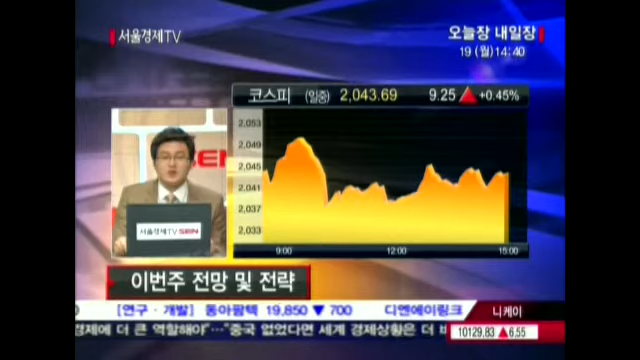 서울경제TV
오늘장 내일장
19 (월) 14:40
코스피 (일중) 2,043.69 9.25 ▲ +0.45%
2,053
2,049
2,045
2,041
2,037
2,033
9:00 12:00 15:00
SEN
서울경제TV SEN
이번주 전망 및 전략
[연구·개발] 동아팜텍 19,850 ▼ 700 디엔에이링크 니케이
경제에 더 큰 역할해야"…"중국 없었다면 세계 경제상황은 더 10129.83 ▲ 6.55